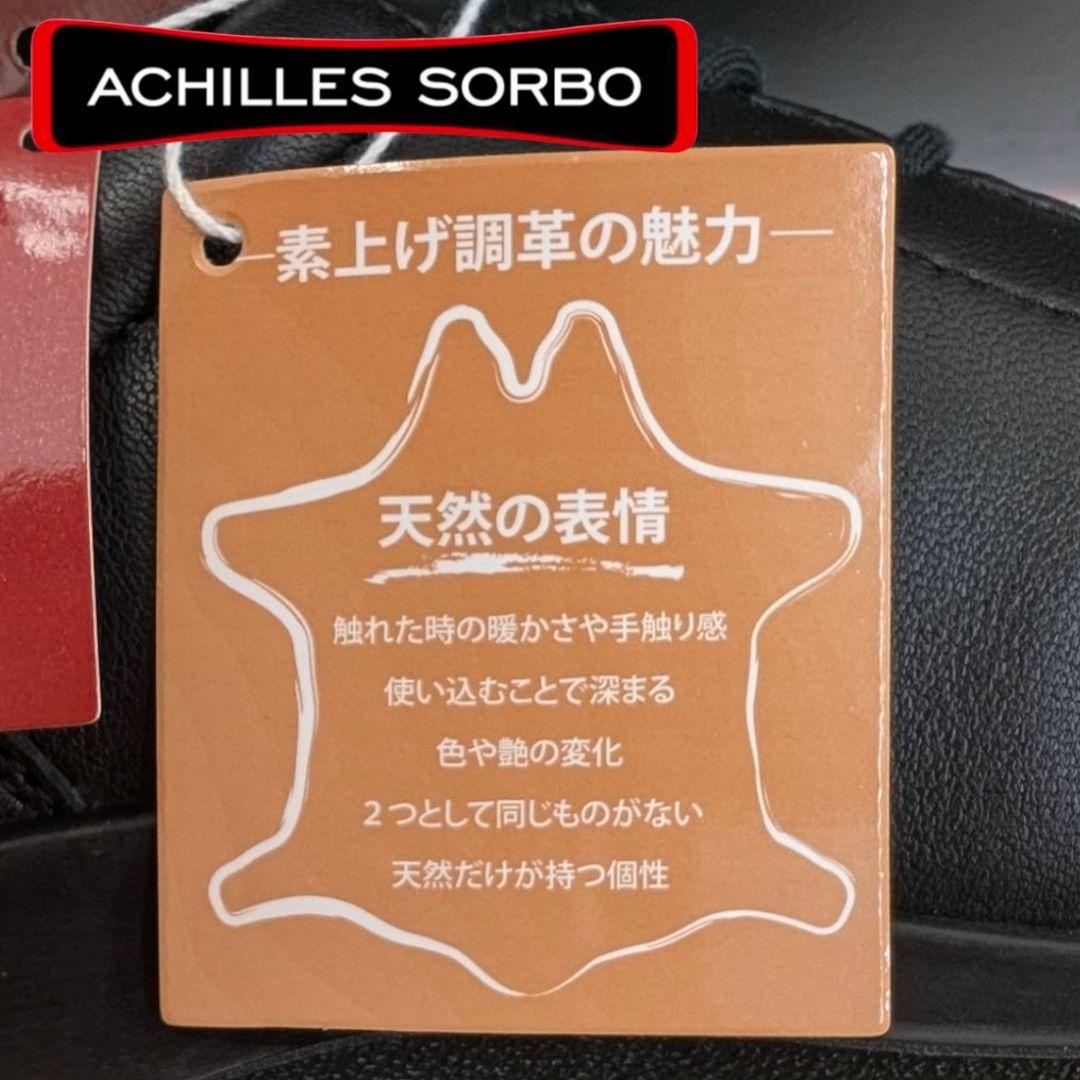 ACHILLES SORBO
素上げ調革の魅力
天然の表情
触れた時の暖かさや手触り感
使い込むことで深まる
色や艶の変化
2つとして同じものがない
天然だけが持つ個性